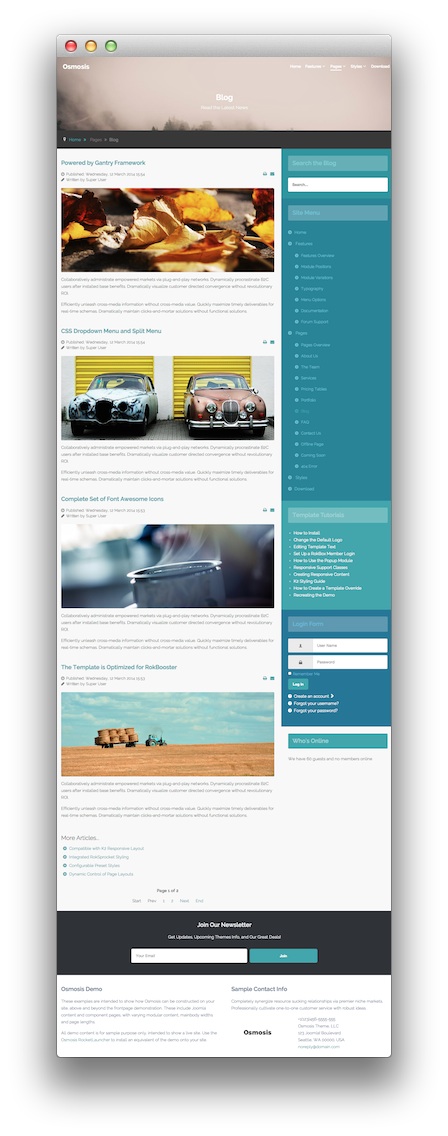 Osmosis
Home Features Pages Styles Download
Blog
Read the Latest News
Home Pages Blog
Powered by Gantry Framework
Published: Wednesday, 12 March 2014 15:54
Written by Super User
Collaboratively administrate empowered markets via plug-and-play networks. Dynamically procrastinate B2C
users after installed base benefits. Dramatically visualize customer directed convergence without revolutionary
ROI.
Efficiently unleash cross-media information without cross-media value. Quickly maximize timely deliverables for
real-time schemas. Dramatically maintain clicks-and-mortar solutions without functional solutions.
CSS Dropdown Menu and Split Menu
Published: Wednesday, 12 March 2014 15:54
Written by Super User
Collaboratively administrate empowered markets via plug-and-play networks. Dynamically procrastinate B2C
users after installed base benefits. Dramatically visualize customer directed convergence without revolutionary
ROI.
Efficiently unleash cross-media information without cross-media value. Quickly maximize timely deliverables for
real-time schemas. Dramatically maintain clicks-and-mortar solutions without functional solutions.
Complete Set of Font Awesome Icons
Published: Wednesday, 12 March 2014 15:53
Written by Super User
Collaboratively administrate empowered markets via plug-and-play networks. Dynamically procrastinate B2C
users after installed base benefits. Dramatically visualize customer directed convergence without revolutionary
ROI.
Efficiently unleash cross-media information without cross-media value. Quickly maximize timely deliverables for
real-time schemas. Dramatically maintain clicks-and-mortar solutions without functional solutions.
The Template is Optimized for RokBooster
Published: Wednesday, 12 March 2014 15:53
Written by Super User
Collaboratively administrate empowered markets via plug-and-play networks. Dynamically procrastinate B2C
users after installed base benefits. Dramatically visualize customer directed convergence without revolutionary
ROI.
Efficiently unleash cross-media information without cross-media value. Quickly maximize timely deliverables for
real-time schemas. Dramatically maintain clicks-and-mortar solutions without functional solutions.
More Articles...
Compatible with K2 Responsive Layout
Integrated RokSprocket Styling
Configurable Preset Styles
Dynamic Control of Page Layouts
Page 1 of 2
Start Prev 1 2 Next End
Search the Blog
Search...
Site Menu
Home
Features
Features Overview
Module Positions
Module Variations
Typography
Menu Options
Documentation
Forum Support
Pages
Pages Overview
About Us
The Team
Services
Pricing Tables
Portfolio
Blog
FAQ
Contact Us
Offline Page
Coming Soon
404 Error
Styles
Download
Template Tutorials
How to Install
Change the Default Logo
Editing Template Text
Set Up a RokBox Member Login
How to Use the Popup Module
Responsive Support Classes
Creating Responsive Content
K2 Styling Guide
How to Create a Template Override
Recreating the Demo
Login Form
User Name
Password
Remember Me
Log in
Create an account
Forgot your username?
Forgot your password?
Who's Online
We have 80 guests and no members online
Join Our Newsletter
Get Updates, Upcoming Themes Info, and Our Great Deals!
Your Email
Join
Osmosis Demo
These examples are intended to show how Osmosis can be constructed on your
site, above and beyond the frontpage demonstration. These include: Joomla
content and component pages, with varying modular content, mainbody widths
and page lengths.
All demo content is for sample purpose only, intended to show a live site. Use the
Osmosis RocketLauncher to install an equivalent of the demo onto your site.
Sample Contact Info
Completely synergize resource sucking relationships via premier niche markets.
Professionally cultivate one-to-one customer service with robust ideas.
Osmosis
Osmosis Theme, LLC
123 Joomla! Boulevard
Seattle, WA 00000, USA
noreply@domain.com